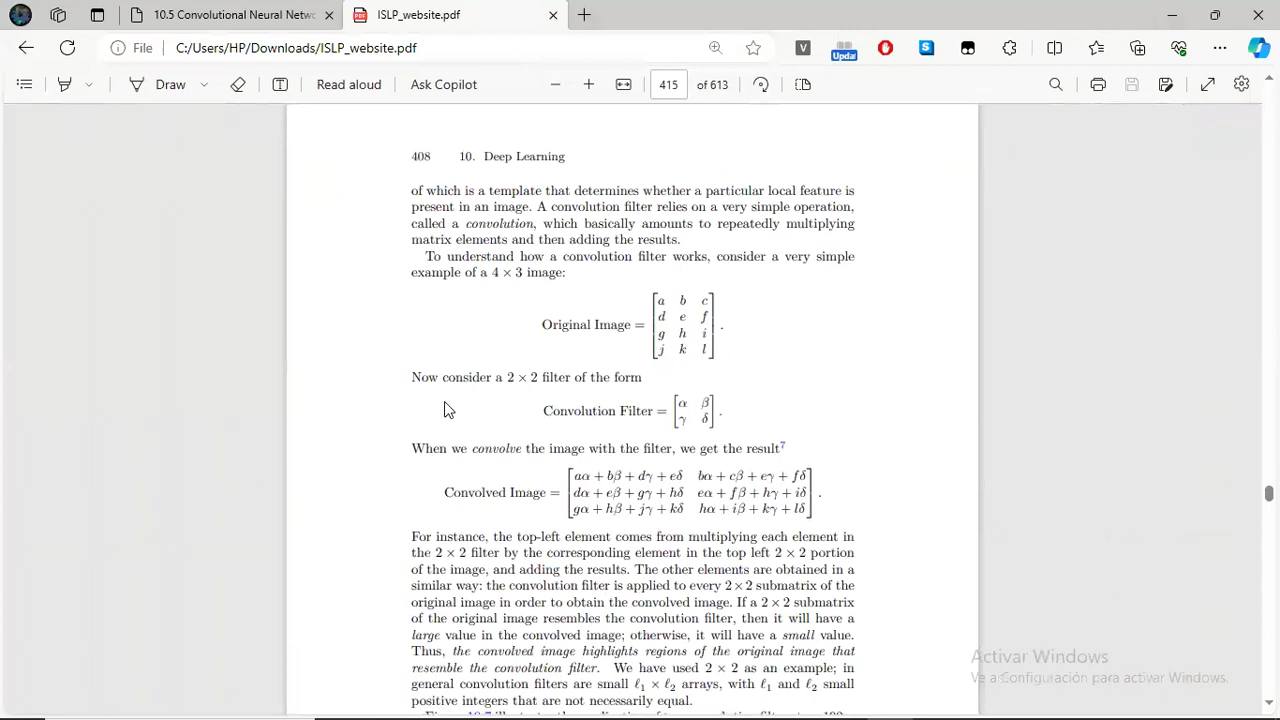 10.5 Convolutional Neural Netw
ISLP_website.pdf
File
C:/Users/HP/Downloads/ISLP_website.pdf
V
Updat
Draw
Read aloud
Ask Copilot
415 of 613
408 10. Deep Learning
of which is a template that determines whether a particular local feature is
present in an image. A convolution filter relies on a very simple operation,
called a convolution, which basically amounts to repeatedly multiplying
matrix elements and then adding the results.
To understand how a convolution filter works, consider a very simple
example of a 4 × 3 image:
a b c
d e f
Original Image = .
g h i
j k l
Now consider a 2 × 2 filter of the form
α β
Convolution Filter = .
γ δ
When we convolve the image with the filter, we get the result7
aα + bβ + dγ + eδ bα + cβ + eγ + fδ
Convolved Image = dα + eβ + gγ + hδ eα + fβ + hγ + iδ .
gα + hβ + jγ + kδ hα + iβ + kγ + lδ
For instance, the top-left element comes from multiplying each element in
the 2 × 2 filter by the corresponding element in the top left 2 × 2 portion
of the image, and adding the results. The other elements are obtained in a
similar way: the convolution filter is applied to every 2 × 2 submatrix of the
original image in order to obtain the convolved image. If a 2 × 2 submatrix
of the original image resembles the convolution filter, then it will have a
large value in the convolved image; otherwise, it will have a small value.
Thus, the convolved image highlights regions of the original image that
resemble the convolution filter. We have used 2 × 2 as an example; in
general convolution filters are small ℓ1 × ℓ2 arrays, with ℓ1 and ℓ2 small
positive integers that are not necessarily equal.
Activar Windows
Ve a Configuración para activar Windows.